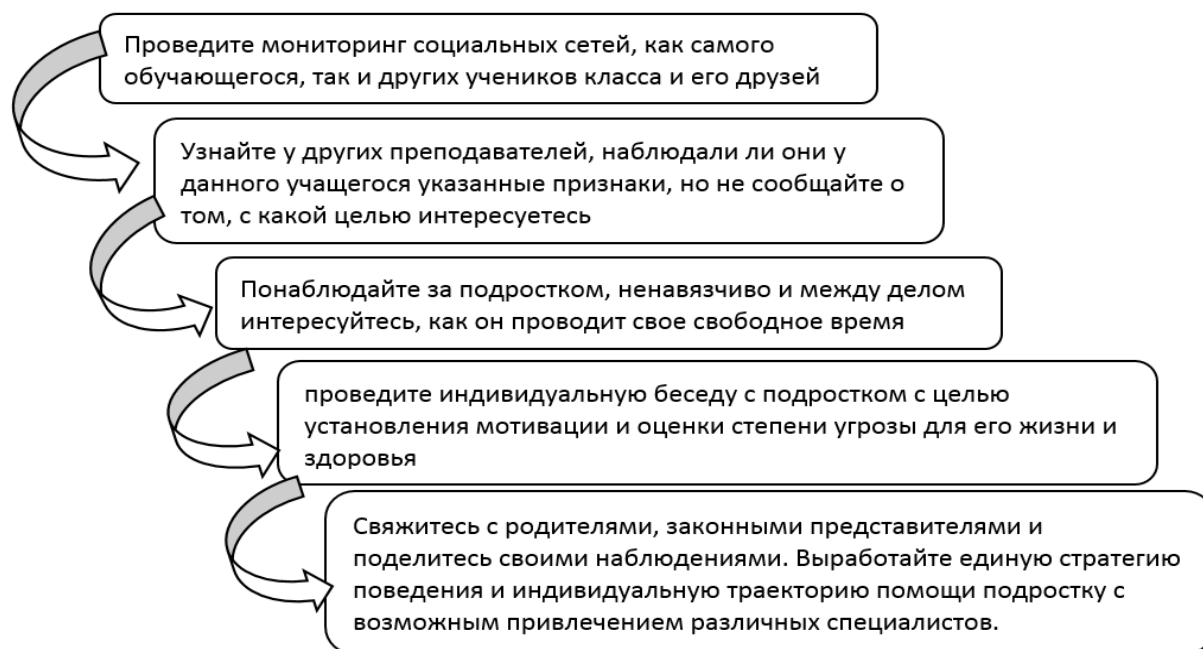 Проведите мониторинг социальных сетей, как самого
обучающегося, так и других учеников класса и его друзей
Узнайте у других преподавателей, наблюдали ли они у
данного учащегося указанные признаки, но не сообщайте о
том, с какой целью интересуетесь
Понаблюдайте за подростком, ненавязчиво и между делом
интересуйтесь, как он проводит свое свободное время
проведите индивидуальную беседу с подростком с целью
установления мотивации и оценки степени угрозы для его жизни и
здоровья
Свяжитесь с родителями, законными представителями и
поделитесь своими наблюдениями. Выработайте единую стратегию
поведения и индивидуальную траекторию помощи подростку с
возможным привлечением различных специалистов.